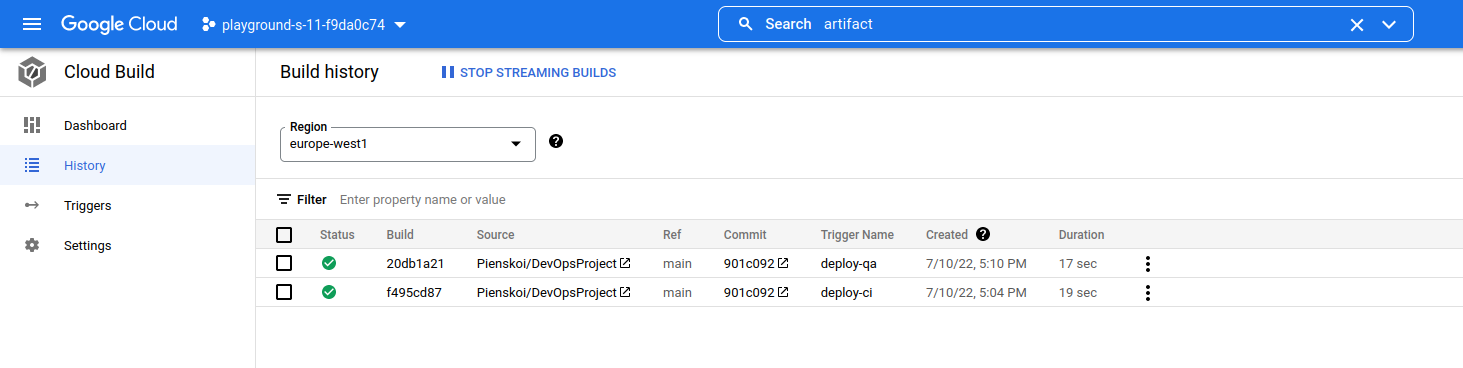 Google Cloud playground-s-11-f9da0c74 Search artifact
Cloud Build Build history STOP STREAMING BUILDS
Dashboard
History
Triggers
Settings
Region
europe-west1
Filter Enter property name or value
Status Build Source Ref Commit Trigger Name Created Duration
20db1a21 Pienskoi/DevOpsProject main 901c092 deploy-qa 7/10/22, 5:10 PM 17 sec
f495cd87 Pienskoi/DevOpsProject main 901c092 deploy-ci 7/10/22, 5:04 PM 19 sec